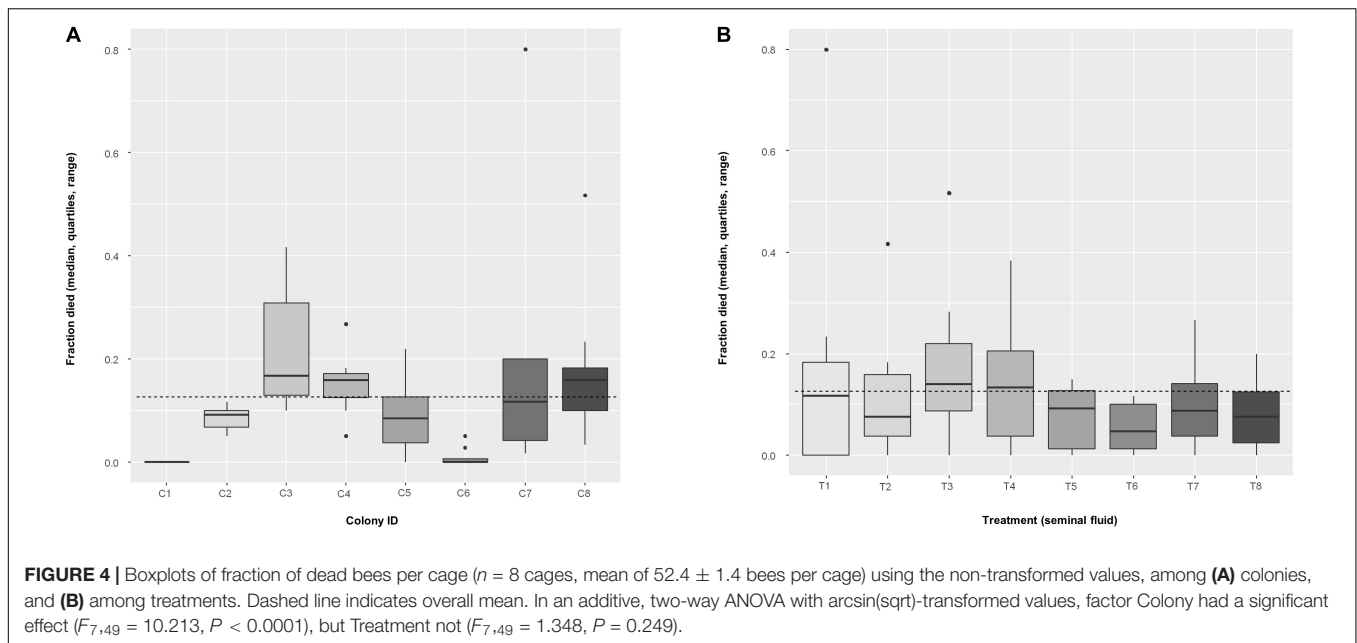 A
Fraction died (median, quartiles, range)
0.8
0.6
0.4
0.2
0.0
C1 C2 C3 C4 C5 C6 C7 C8
Colony ID
B
Fraction died (median, quartiles, range)
0.8
0.6
0.4
0.2
0.0
T1 T2 T3 T4 T5 T6 T7 T8
Treatment (seminal fluid)
FIGURE 4 | Boxplots of fraction of dead bees per cage (n = 8 cages, mean of 52.4 ± 1.4 bees per cage) using the non-transformed values, among (A) colonies,
and (B) among treatments. Dashed line indicates overall mean. In an additive, two-way ANOVA with arcsin(sqrt)-transformed values, factor Colony had a significant
effect (F7,49 = 10.213, P < 0.0001), but Treatment not (F7,49 = 1.348, P = 0.249).